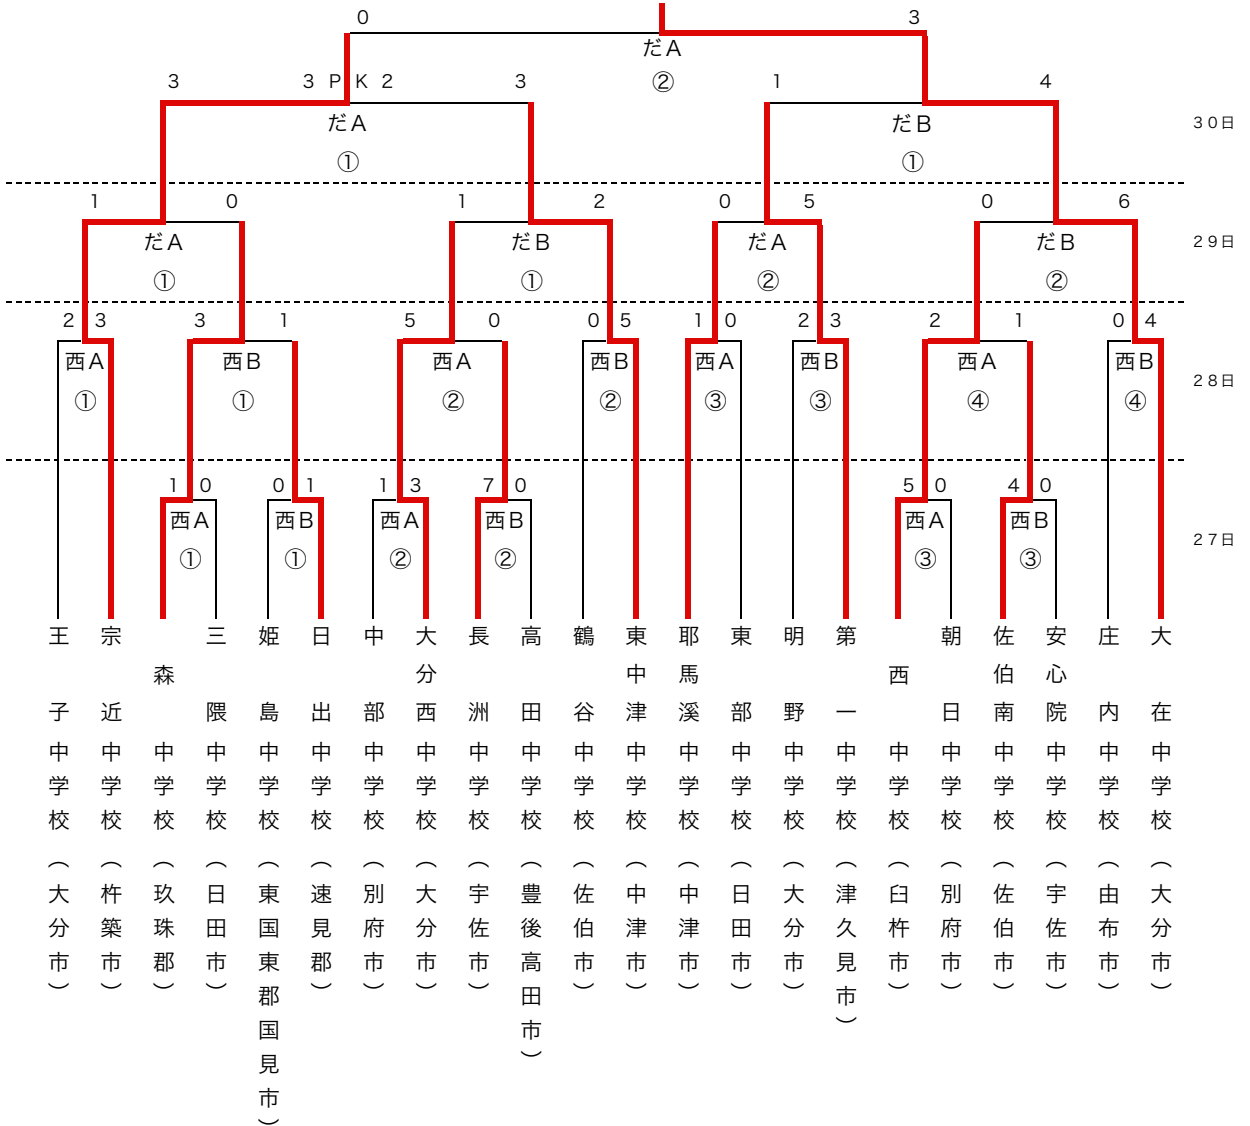 ０ ３
だＡ
②
３ ３ＰＫ２ ３ １ ４
だＡ だＢ ３０日
① ①
１ ０ １ ２ ０ ５ ０ ６
だＡ だＢ だＡ だＢ ２９日
① ① ② ②
２ ３ ３ １ ５ ０ ０ ５ １ ０ ２ ３ ２ １ ０ ４
西Ａ 西Ｂ 西Ａ 西Ｂ 西Ａ 西Ｂ 西Ａ 西Ｂ ２８日
① ① ② ② ③ ③ ④ ④
１ ０ ０ １ １ ３ ７ ０ ５ ０ ４ ０
西Ａ 西Ｂ 西Ａ 西Ｂ 西Ａ 西Ｂ ２７日
① ① ② ② ③ ③
王子中学校（大分市）
宗近中学校（杵築市）
森中学校（玖珠郡）
三隈中学校（日田市）
姫島中学校（東国東郡国見市）
日出中学校（速見郡）
中部中学校（別府市）
大分西中学校（大分市）
長洲中学校（宇佐市）
高田中学校（豊後高田市）
鶴谷中学校（佐伯市）
東中津中学校（中津市）
耶馬溪中学校（中津市）
東部中学校（日田市）
明野中学校（大分市）
第一中学校（津久見市）
西中学校（臼杵市）
朝日中学校（別府市）
佐伯南中学校（佐伯市）
安心院中学校（宇佐市）
庄内中学校（由布市）
大在中学校（大分市）